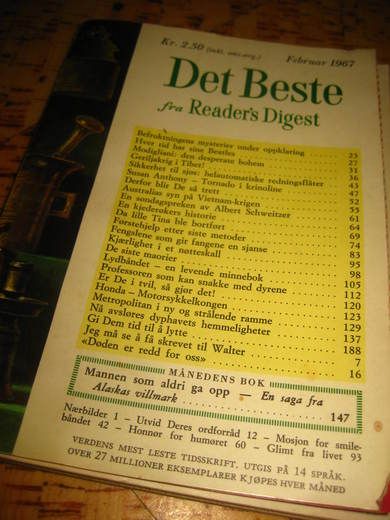 Kr. 2.50 (inkl. oms.avg.) Februar 1967
Det Beste
fra Reader's Digest
Befruktningens mysterier under oppklaring 23
Hver tid har sine Beatles 27
Modigliani: den desperate bohem 31
Geriljakrig i Tibet! 36
Sikkerhet til sjøs: helautomatiske redningsflåter 43
Susan Anthony – Tornado i krinoline 47
Derfor blir De så trett 52
Australias syn på Vietnam-krigen 55
En søndagspreken av Albert Schweitzer 61
En kjederøkers historie 64
Da lille Tina ble bortført 69
Førstehjelp etter siste metoder 74
Fengslene som gir fangene en sjanse 83
Kjærlighet i et nøtteskall 95
De siste maorier 98
Lydbåndet – en levende minnebok 105
Professoren som kan snakke med dyrene 112
Er De i tvil, så gjør det! 120
Honda – Motorsykkelkongen 123
Metropolitan i ny og strålende ramme 129
Nå avsløres dyphavets hemmeligheter 137
Gi Dem tid til å lytte 188
Jeg må se å få skrevet til Walter 7
«Døden er redd for oss» 16
MÅNEDENS BOK
Mannen som aldri ga opp – En saga fra
Alaskas villmark 147
Nærbilder 1 – Utvid Deres ordforråd 12 – Mosjon for smile-
båndet 42 – Honnør for humøret 60 – Glimt fra livet 93
VERDENS MEST LESTE TIDSSKRIFT, UTGIS PÅ 14 SPRÅK.
OVER 27 MILLIONER EKSEMPLARER KJØPES HVER MÅNED